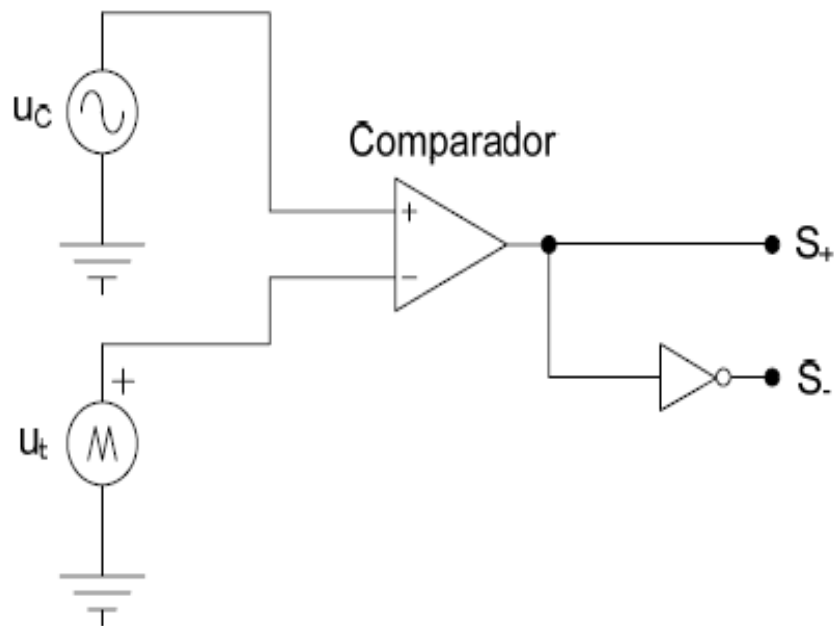 u_C
Comparador
+
−
S₊
+
u_t
S₋